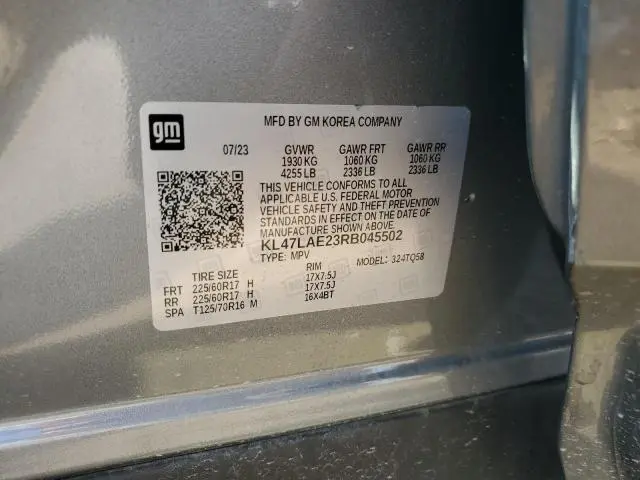 gm
MFD BY GM KOREA COMPANY
07/23 GVWR GAWR FRT GAWR RR
1930 KG 1060 KG 1060 KG
4255 LB 2336 LB 2336 LB
THIS VEHICLE CONFORMS TO ALL
APPLICABLE U.S. FEDERAL MOTOR
VEHICLE SAFETY AND THEFT PREVENTION
STANDARDS IN EFFECT ON THE DATE OF
MANUFACTURE SHOWN ABOVE.
KL47LAE23RB045502
TYPE: MPV MODEL: 324TQ58
TIRE SIZE RIM
FRT 225/60R17 H 17X7.5J
RR 225/60R17 H 17X7.5J
SPA T125/70R16 M 16X4BT